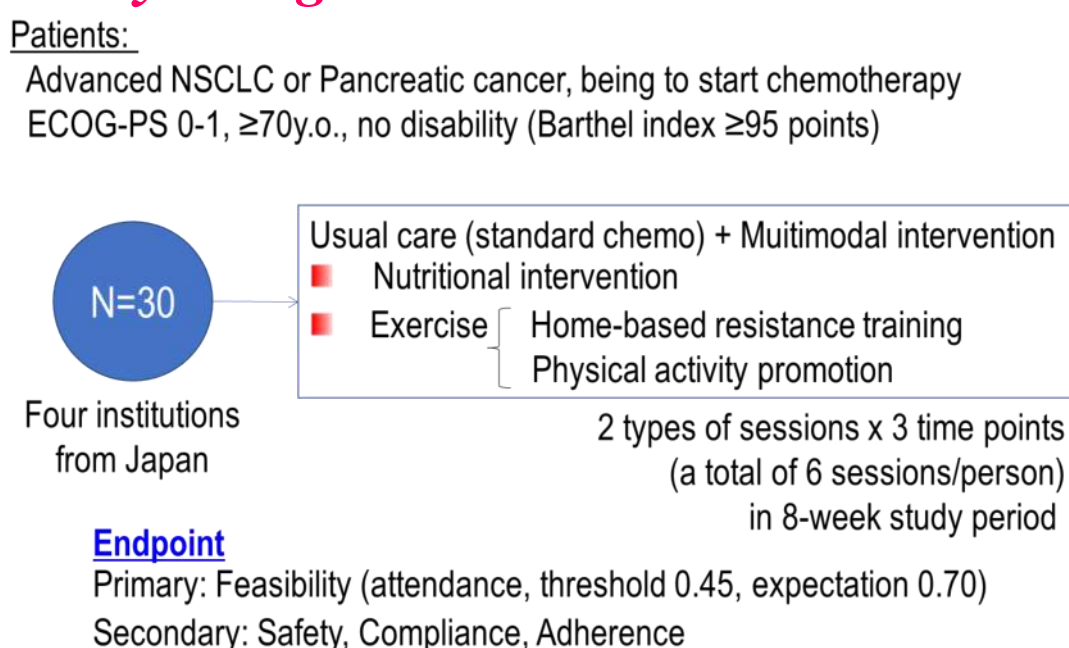 Patients:
Advanced NSCLC or Pancreatic cancer, being to start chemotherapy
ECOG-PS 0-1, ≥70y.o., no disability (Barthel index ≥95 points)
Usual care (standard chemo) + Muitimodal intervention
Nutritional intervention
N=30
Exercise
Home-based resistance training
Physical activity promotion
Four institutions
from Japan
2 types of sessions x 3 time points
(a total of 6 sessions/person)
in 8-week study period
Endpoint
Primary: Feasibility (attendance, threshold 0.45, expectation 0.70)
Secondary: Safety, Compliance, Adherence